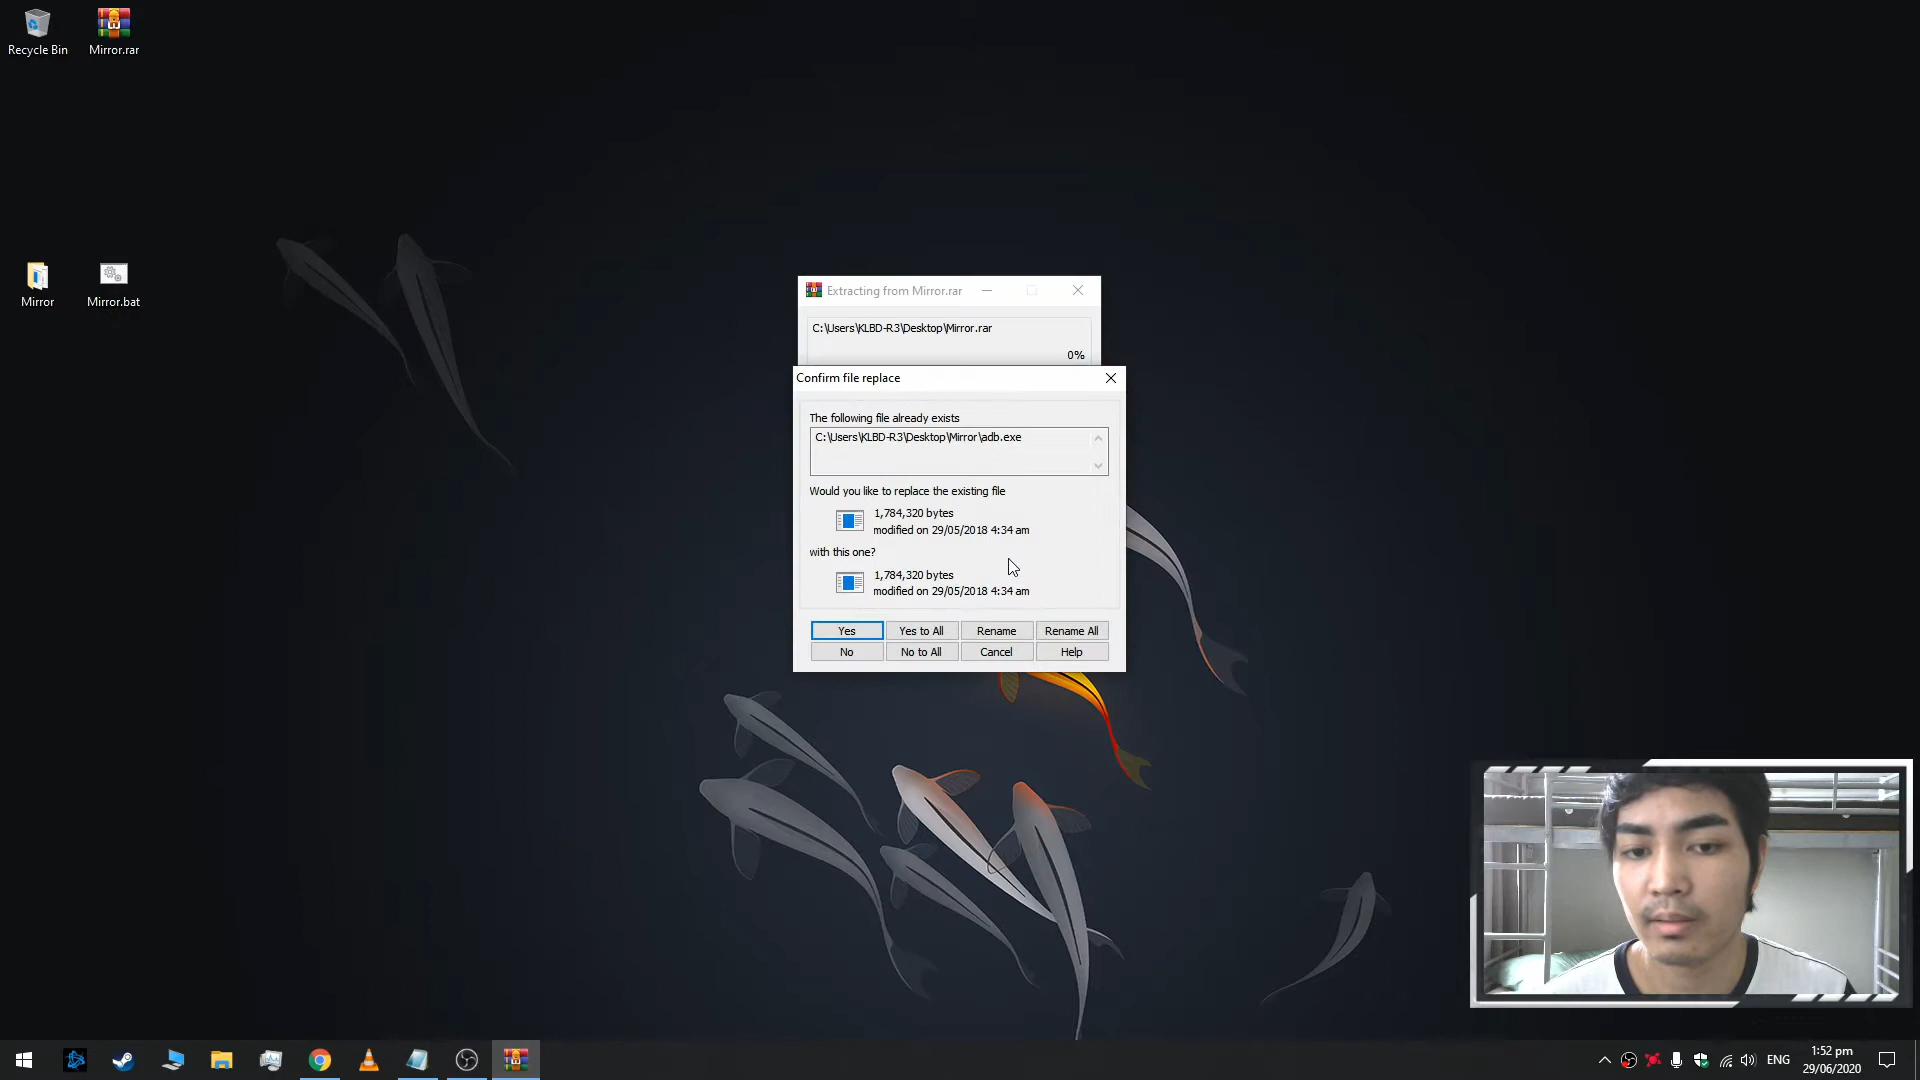 Recycle Bin
Mirror.rar
Mirror
Mirror.bat
Extracting from Mirror.rar
C:\Users\KLBD-R3\Desktop\Mirror.rar
0%
Confirm file replace
The following file already exists
C:\Users\KLBD-R3\Desktop\Mirror\adb.exe
Would you like to replace the existing file
1,784,320 bytes
modified on 29/05/2018 4:34 am
with this one?
1,784,320 bytes
modified on 29/05/2018 4:34 am
Yes
Yes to All
Rename
Rename All
No
No to All
Cancel
Help
ENG
1:52 pm
29/06/2020